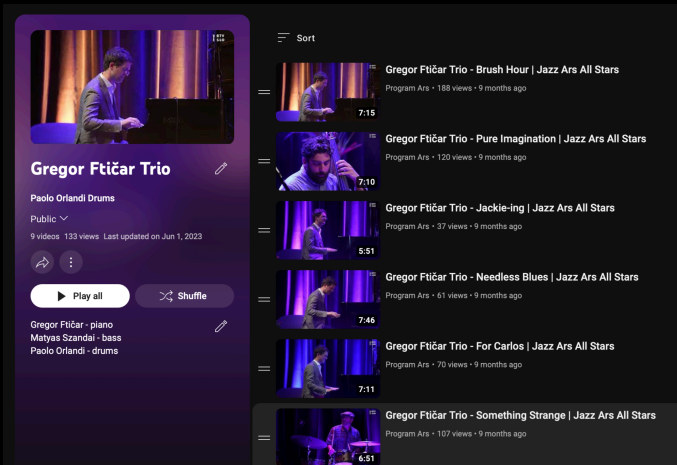 RTV
SLO
Gregor Ftičar Trio
Paolo Orlandi Drums
Public
9 videos 133 views Last updated on Jun 1, 2023
Play all
Shuffle
Gregor Ftičar - piano
Matyas Szandai - bass
Paolo Orlandi - drums
Sort
7:15
Gregor Ftičar Trio - Brush Hour | Jazz Ars All Stars
Program Ars • 188 views • 9 months ago
7:10
Gregor Ftičar Trio - Pure Imagination | Jazz Ars All Stars
Program Ars • 120 views • 9 months ago
5:51
Gregor Ftičar Trio - Jackie-ing | Jazz Ars All Stars
Program Ars • 37 views • 9 months ago
7:46
Gregor Ftičar Trio - Needless Blues | Jazz Ars All Stars
Program Ars • 61 views • 9 months ago
7:11
Gregor Ftičar Trio - For Carlos | Jazz Ars All Stars
Program Ars • 70 views • 9 months ago
6:51
Gregor Ftičar Trio - Something Strange | Jazz Ars All Stars
Program Ars • 107 views • 9 months ago